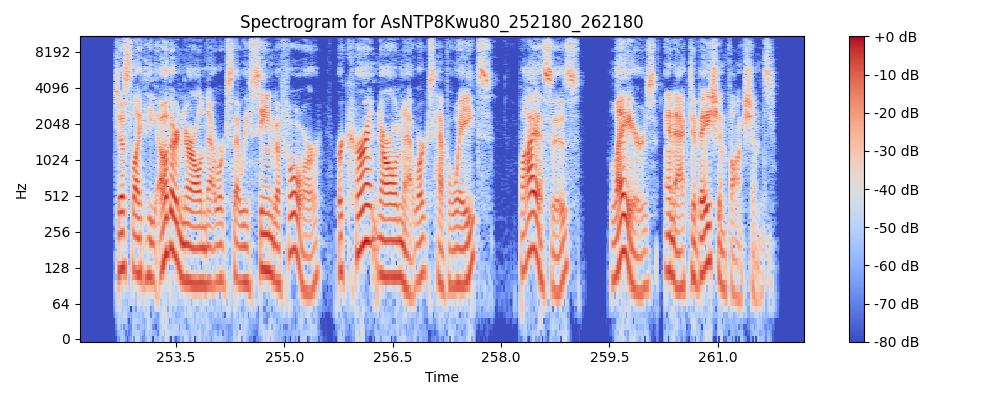 Spectrogram for AsNTP8Kwu80_252180_262180
8192
4096
2048
1024
512
256
128
64
0
Hz
253.5
255.0
256.5
258.0
259.5
261.0
Time
+0 dB
-10 dB
-20 dB
-30 dB
-40 dB
-50 dB
-60 dB
-70 dB
-80 dB